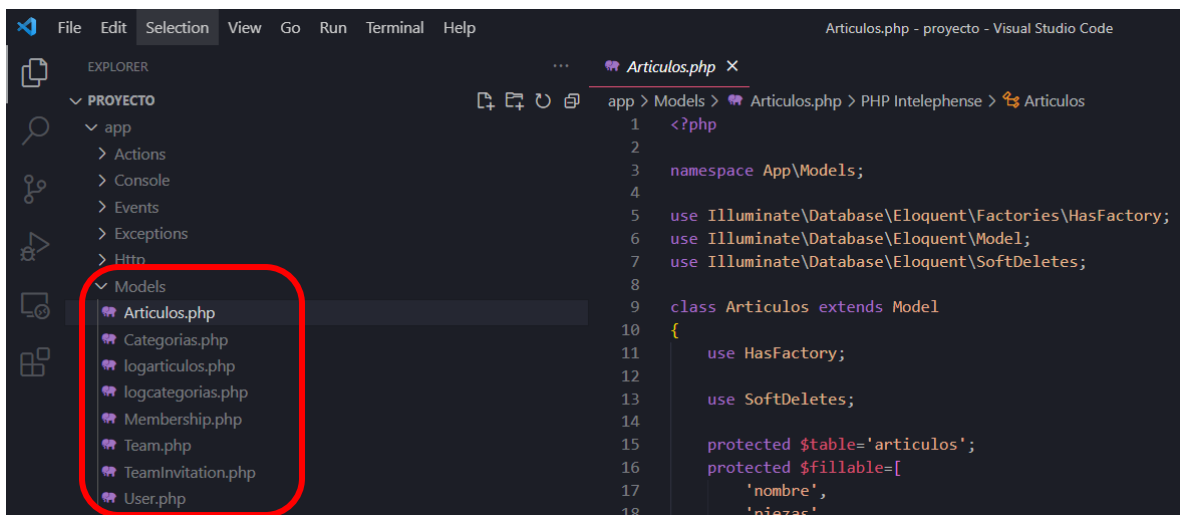 File Edit Selection View Go Run Terminal Help Articulos.php - proyecto - Visual Studio Code
EXPLORER ...
PROYECTO
app
Actions
Console
Events
Exceptions
Http
Models
Articulos.php
Categorias.php
logarticulos.php
logcategorias.php
Membership.php
Team.php
TeamInvitation.php
User.php
Articulos.php
app > Models > Articulos.php > PHP Intelephense > Articulos
1 <?php
2
3 namespace App\Models;
4
5 use Illuminate\Database\Eloquent\Factories\HasFactory;
6 use Illuminate\Database\Eloquent\Model;
7 use Illuminate\Database\Eloquent\SoftDeletes;
8
9 class Articulos extends Model
10 {
11 use HasFactory;
12
13 use SoftDeletes;
14
15 protected $table='articulos';
16 protected $fillable=[
17 'nombre',
18 'piezas'